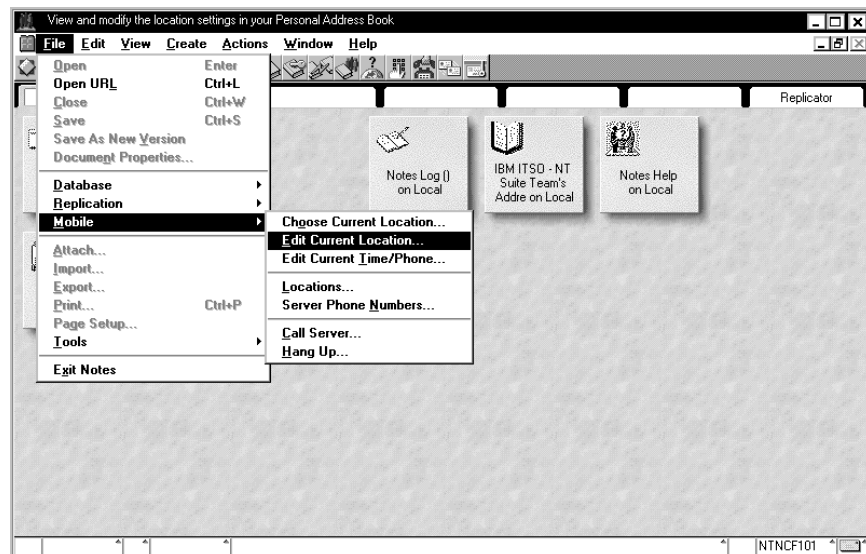 View and modify the location settings in your Personal Address Book
File Edit View Create Actions Window Help
Open Enter
Open URL Ctrl+L
Close Ctrl+W
Save Ctrl+S
Save As New Version
Document Properties...
Database
Replication
Mobile
Attach...
Import...
Export...
Print... Ctrl+P
Page Setup...
Tools
Exit Notes
Choose Current Location...
Edit Current Location...
Edit Current Time/Phone...
Locations...
Server Phone Numbers...
Call Server...
Hang Up...
Replicator
Notes Log ()
on Local
IBM ITSO - NT
Suite Team's
Addre on Local
Notes Help
on Local
NTNCF101